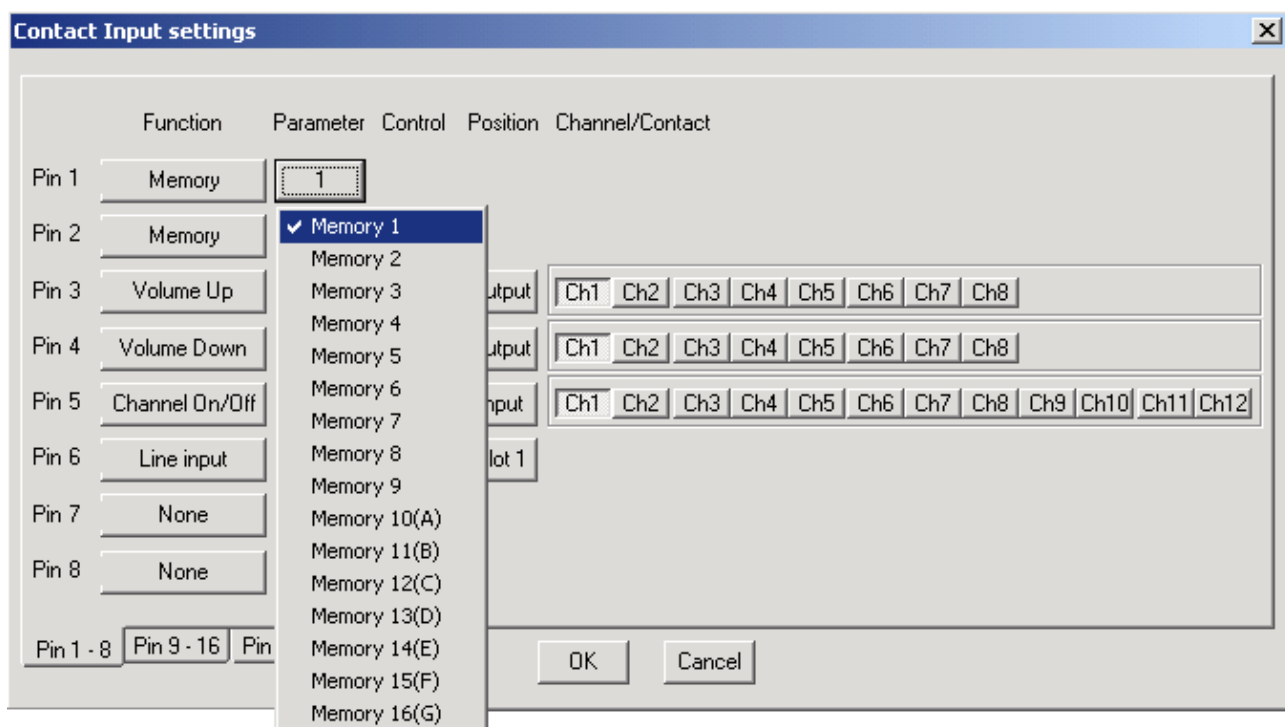 Contact Input settings
Function Parameter Control Position Channel/Contact
Pin 1 Memory 1
Pin 2 Memory
Pin 3 Volume Up utput Ch1 Ch2 Ch3 Ch4 Ch5 Ch6 Ch7 Ch8
Pin 4 Volume Down utput Ch1 Ch2 Ch3 Ch4 Ch5 Ch6 Ch7 Ch8
Pin 5 Channel On/Off nput Ch1 Ch2 Ch3 Ch4 Ch5 Ch6 Ch7 Ch8 Ch9 Ch10 Ch11 Ch12
Pin 6 Line input lot 1
Pin 7 None
Pin 8 None
Memory 1
Memory 2
Memory 3
Memory 4
Memory 5
Memory 6
Memory 7
Memory 8
Memory 9
Memory 10(A)
Memory 11(B)
Memory 12(C)
Memory 13(D)
Memory 14(E)
Memory 15(F)
Memory 16(G)
Pin 1 - 8 Pin 9 - 16 Pin
OK Cancel